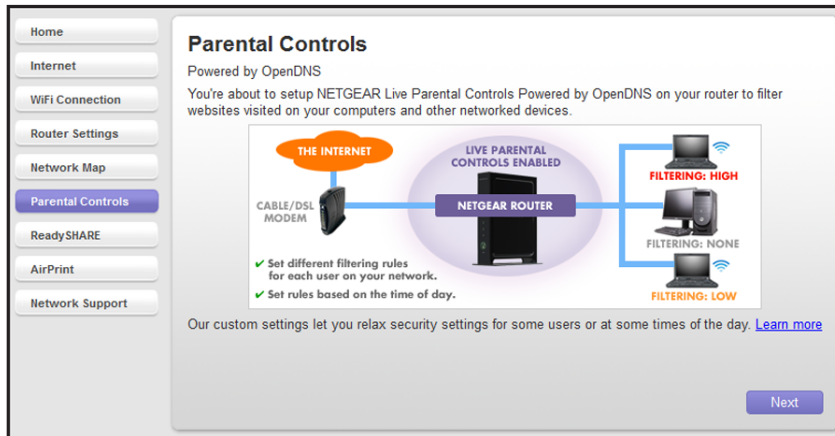 Home
Internet
WiFi Connection
Router Settings
Network Map
Parental Controls
ReadySHARE
AirPrint
Network Support
Parental Controls
Powered by OpenDNS
You're about to setup NETGEAR Live Parental Controls Powered by OpenDNS on your router to filter
websites visited on your computers and other networked devices.
THE INTERNET
LIVE PARENTAL
CONTROLS ENABLED
FILTERING: HIGH
CABLE/DSL
MODEM
NETGEAR ROUTER
FILTERING: NONE
✔ Set different filtering rules
for each user on your network.
✔ Set rules based on the time of day.
FILTERING: LOW
Our custom settings let you relax security settings for some users or at some times of the day. Learn more
Next